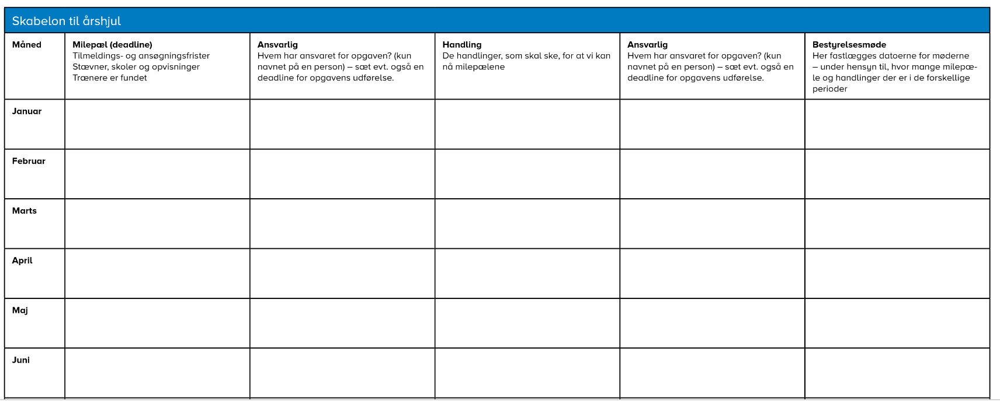 Skabelon til årshjul
Måned
Milepæl (deadline)
Tilmeldings- og ansøgningsfrister
Stævner, skoler og opvisninger
Trænere er fundet
Ansvarlig
Hvem har ansvaret for opgaven? (kun
navnet på en person) – sæt evt. også en
deadline for opgavens udførelse.
Handling
De handlinger, som skal ske, for at vi kan
nå milepælene
Ansvarlig
Hvem har ansvaret for opgaven? (kun
navnet på en person) – sæt evt. også en
deadline for opgavens udførelse.
Bestyrelsesmøde
Her fastlægges datoerne for møderne
– under hensyn til, hvor mange milepæ-
le og handlinger der er i de forskellige
perioder
Januar
Februar
Marts
April
Maj
Juni